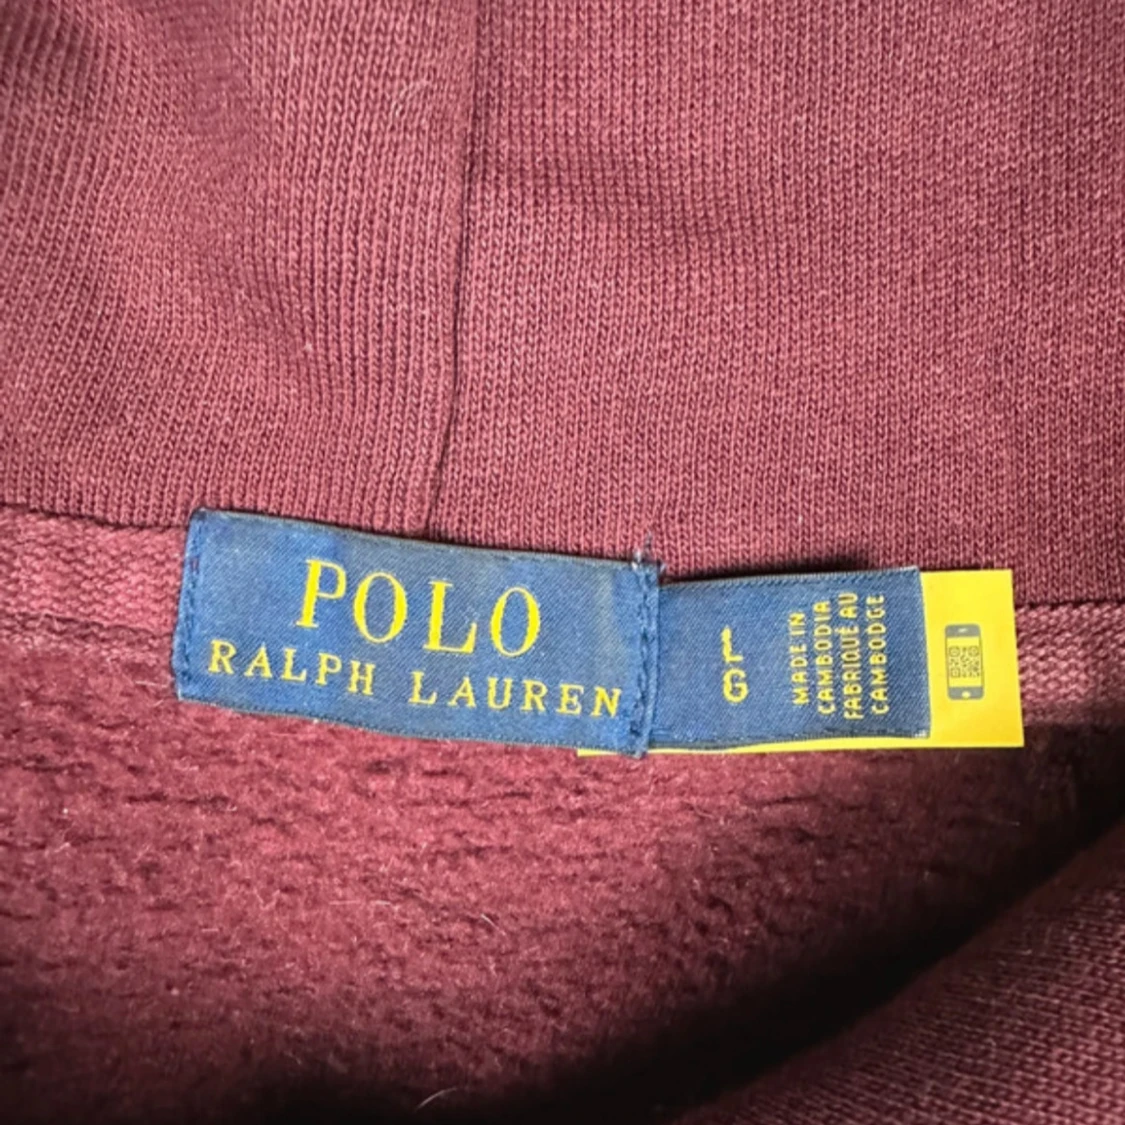 POLO
RALPH LAUREN
L
G
MADE IN
CAMBODIA
FABRIQUÉ AU
CAMBODGE